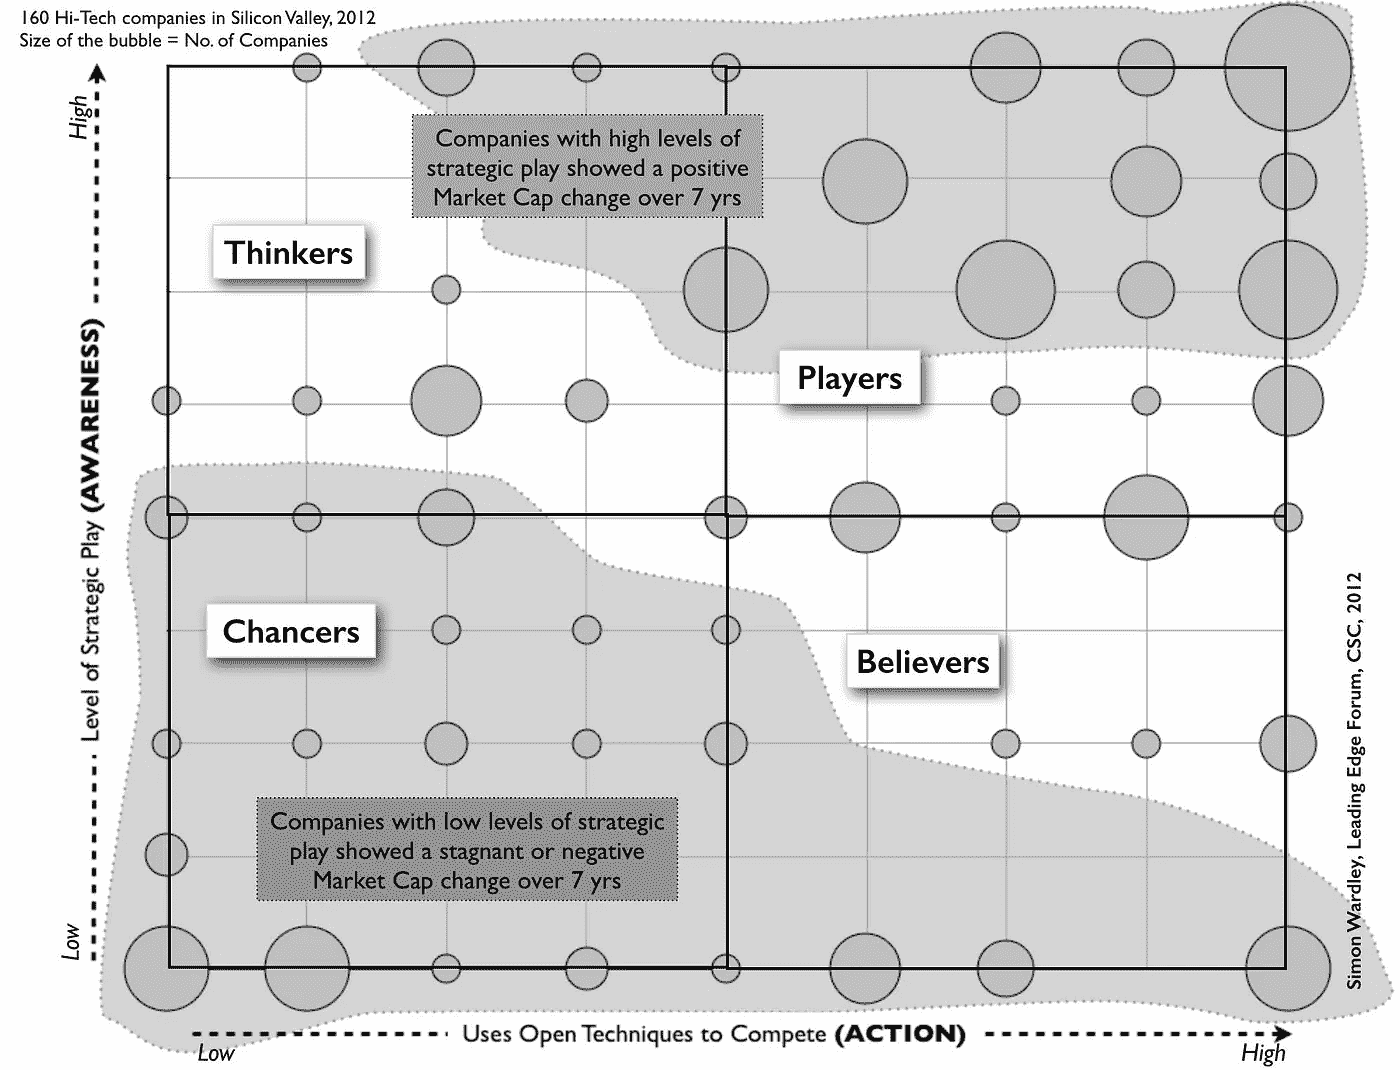 160 Hi-Tech companies in Silicon Valley, 2012
Size of the bubble = No. of Companies
High
Companies with high levels of
strategic play showed a positive
Market Cap change over 7 yrs
Thinkers
Players
Level of Strategic Play (AWARENESS)
Chancers
Believers
Companies with low levels of strategic
play showed a stagnant or negative
Market Cap change over 7 yrs
Low
Simon Wardley, Leading Edge Forum, CSC, 2012
Uses Open Techniques to Compete (ACTION)
Low
High